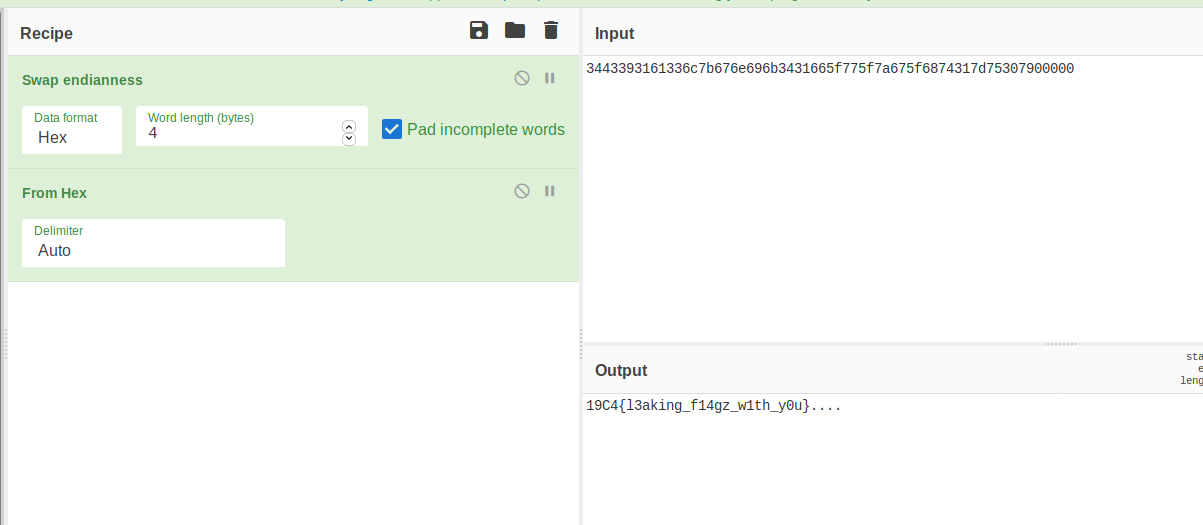 Recipe
Swap endianness
Data format
Hex
Word length (bytes)
4
Pad incomplete words
From Hex
Delimiter
Auto
Input
3443393161336c7b676e696b3431665f775f7a675f6874317d75307900000
Output
sta
e
leng
19C4{l3aking_f14gz_w1th_y0u}....